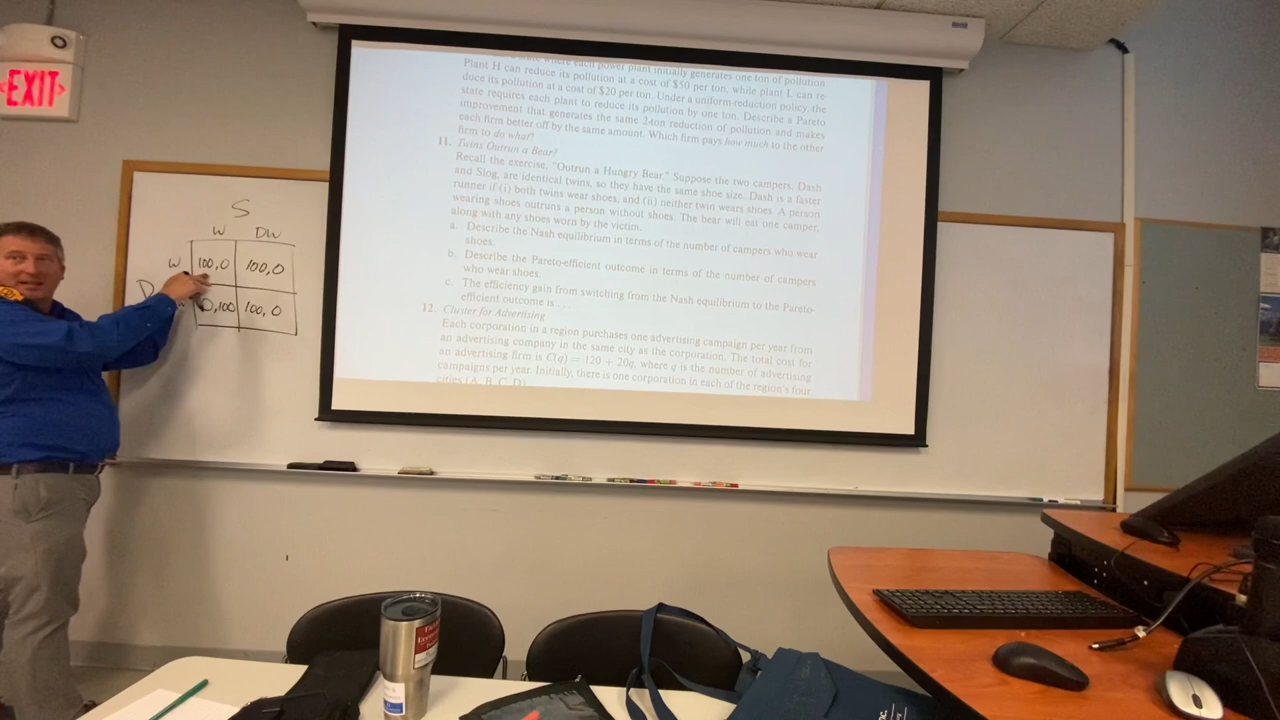 EXIT
S
W DW
W 100,0 100,0
D
0,100 100,0
where each power plant initially generates one ton of pollution
Plant H can reduce its pollution at a cost of $50 per ton, while plant L can re-
duce its pollution at a cost of $20 per ton. Under a uniform-reduction policy, the
state requires each plant to reduce its pollution by one ton. Describe a Pareto
improvement that generates the same 2-ton reduction of pollution and makes
each firm better off by the same amount. Which firm pays how much to the other
firm to do what?
11. Twins Outrun a Bear?
Recall the exercise, "Outrun a Hungry Bear." Suppose the two campers, Dash
and Slog, are identical twins, so they have the same shoe size. Dash is a faster
runner if (i) both twins wear shoes, and (ii) neither twin wears shoes. A person
wearing shoes outruns a person without shoes. The bear will eat one camper,
along with any shoes worn by the victim.
a. Describe the Nash equilibrium in terms of the number of campers who wear
shoes.
b. Describe the Pareto-efficient outcome in terms of the number of campers
who wear shoes.
c. The efficiency gain from switching from the Nash equilibrium to the Pareto-
efficient outcome is . . .
12. Cluster for Advertising
Each corporation in a region purchases one advertising campaign per year from
an advertising company in the same city as the corporation. The total cost for
an advertising firm is C(q) = 120 + 20q, where q is the number of advertising
campaigns per year. Initially, there is one corporation in each of the region's four
cities (A, B, C, D)